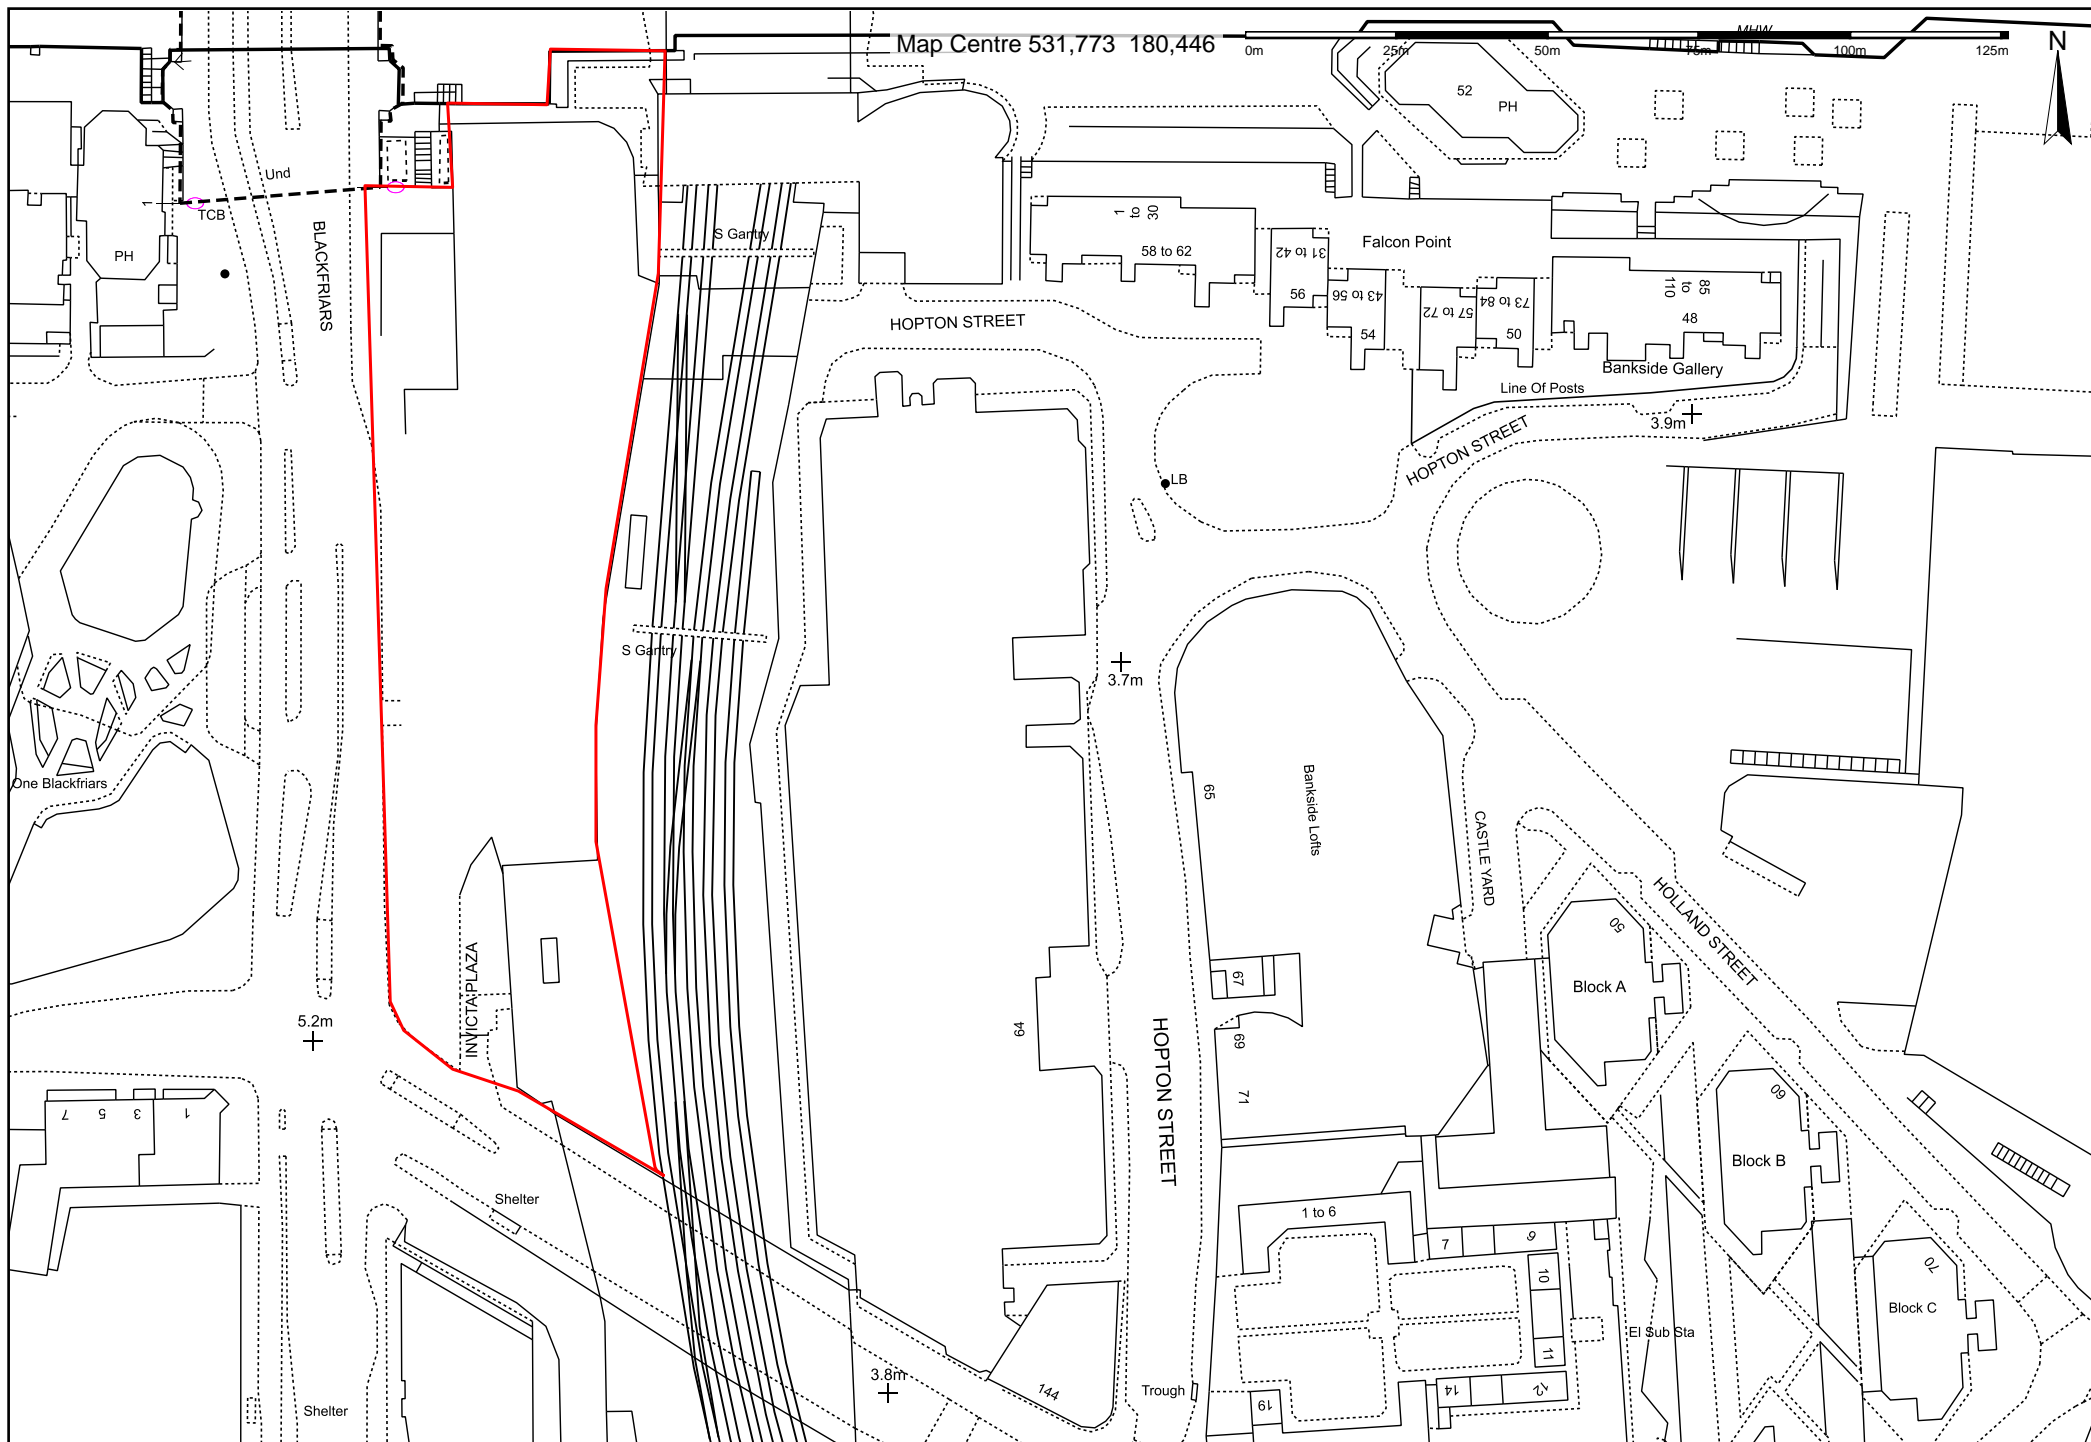 Map Centre 531,773 180,446
0m
25m
50m
75m
100m
125m
MHW
N
52
PH
Und
TCB
PH
BLACKFRIARS
S Gantry
1
to
30
58 to 62
31 to 42
56
43 to 56
54
57 to 72
73 to 84
50
Falcon Point
85
to
110
48
Bankside Gallery
Line Of Posts
3.9m
HOPTON STREET
HOPTON STREET
LB
S Gantry
3.7m
One Blackfriars
65
Bankside Lofts
CASTLE YARD
HOLLAND STREET
50
Block A
INVICTA PLAZA
5.2m
64
67
69
71
HOPTON STREET
7
5
3
1
60
Block B
Shelter
1 to 6
7
9
10
11
12
14
19
70
Block C
El Sub Sta
3.8m
144
Trough
Shelter